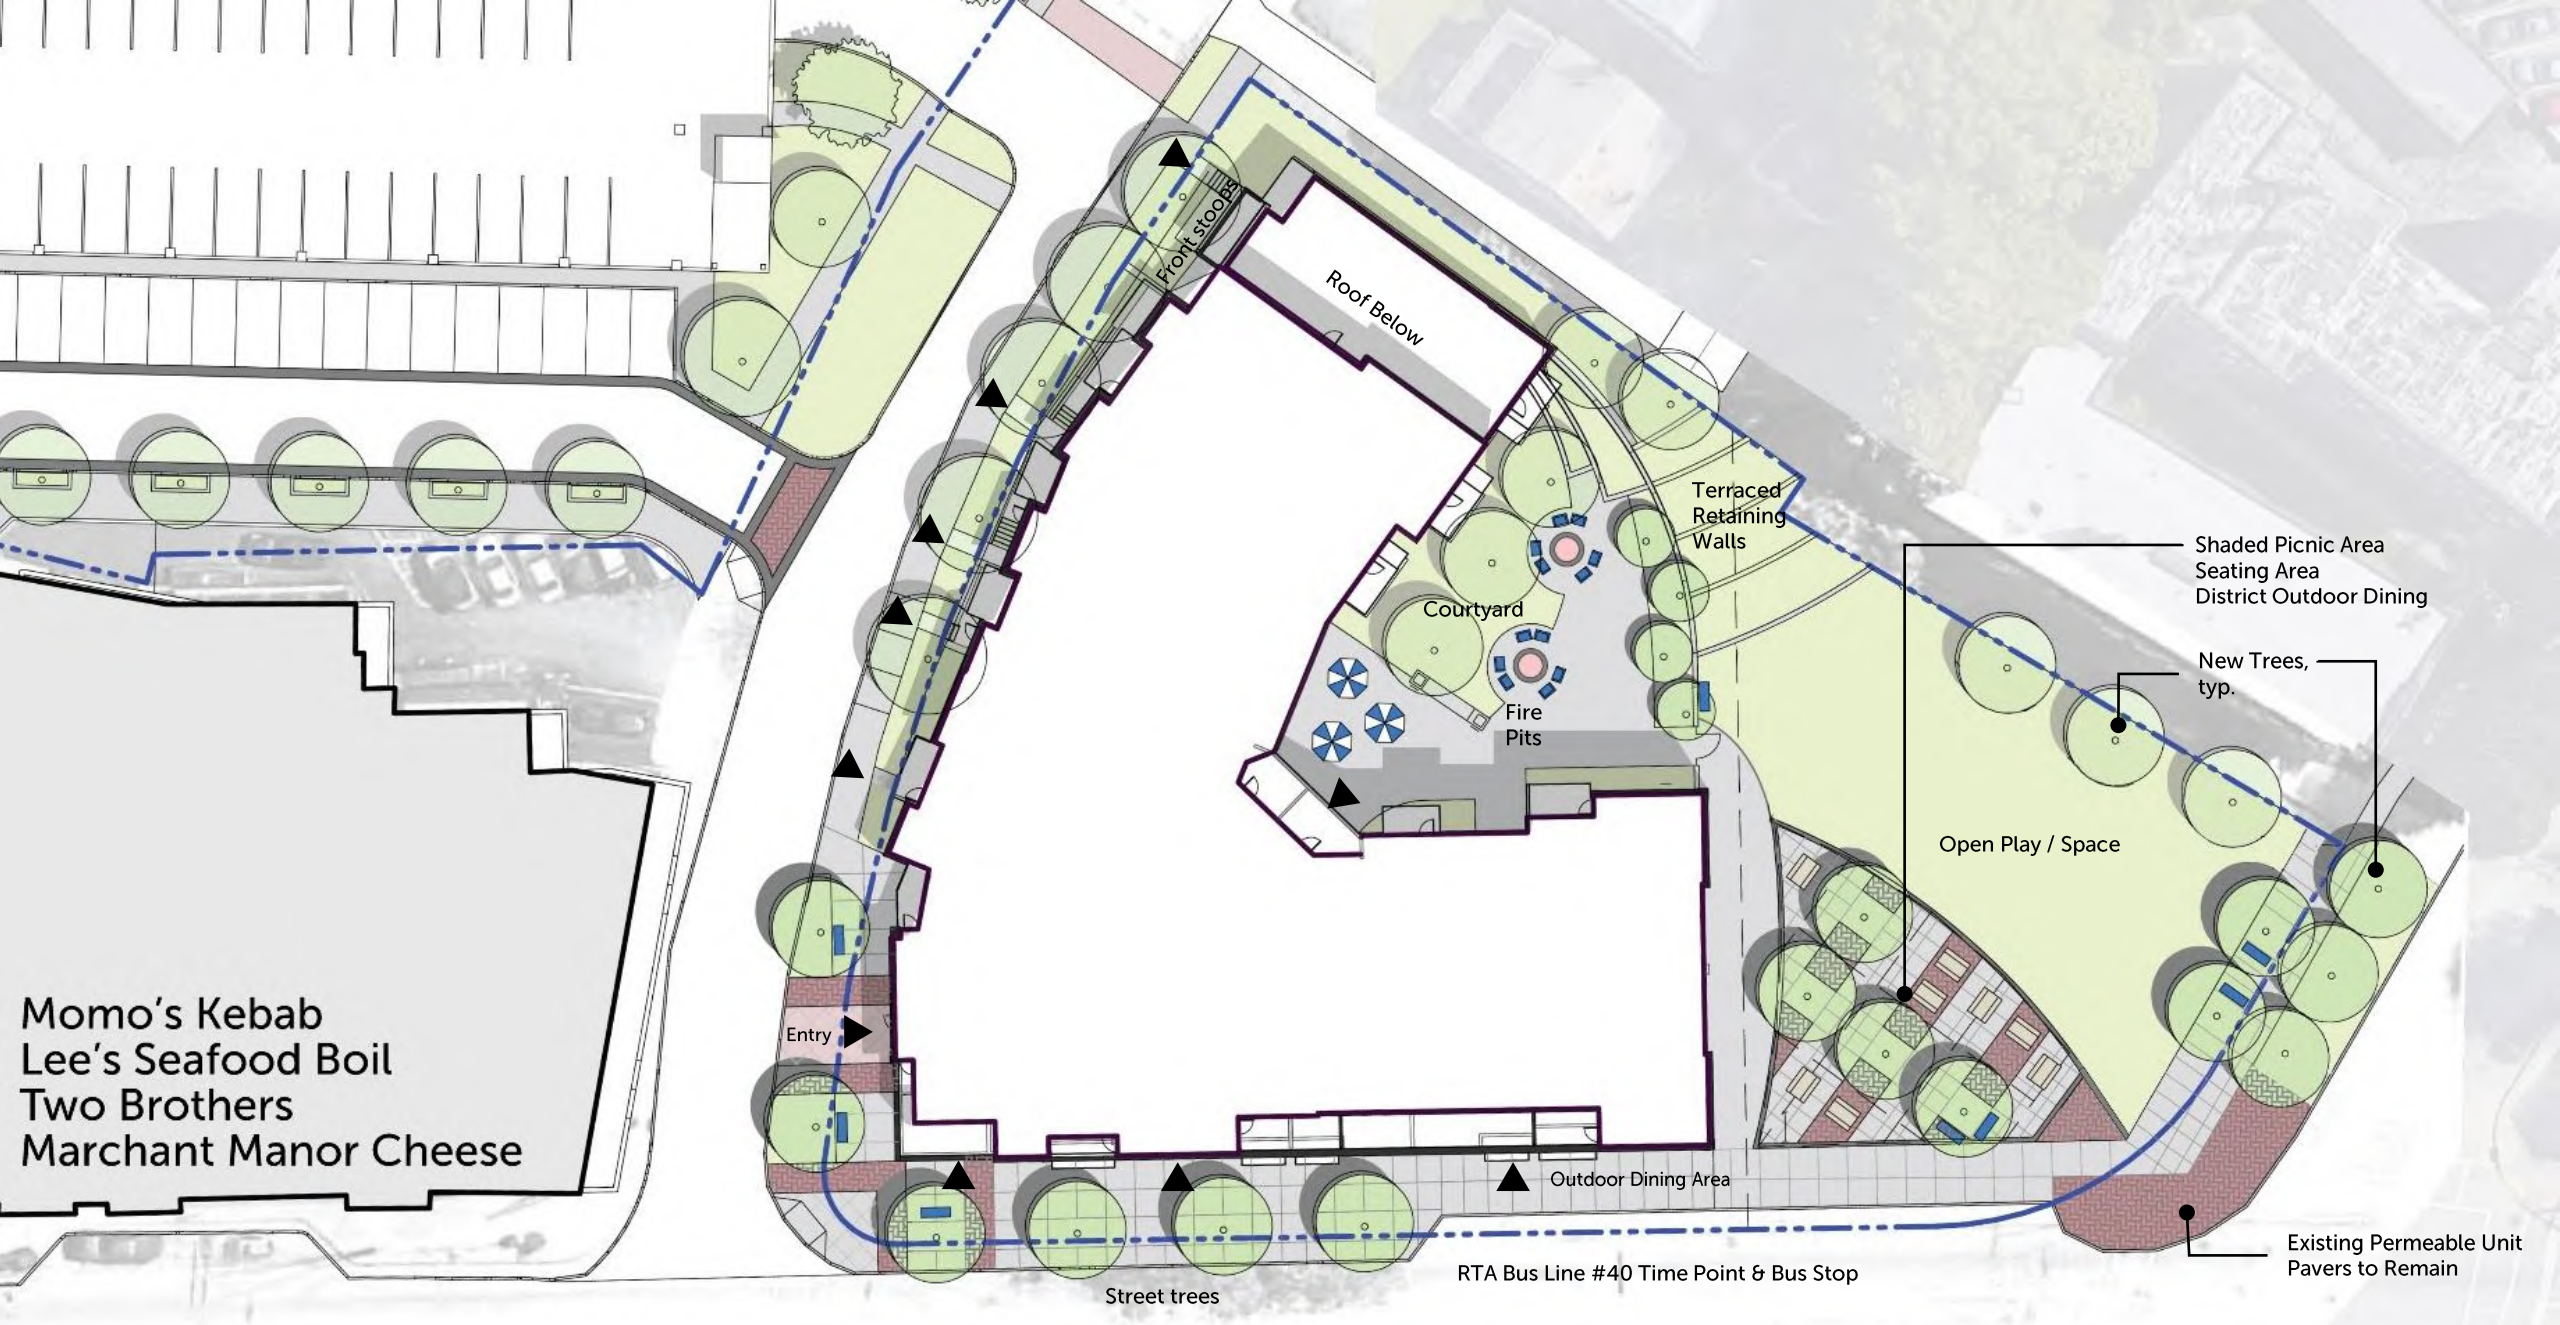 Front stoops
Roof Below
Terraced
Retaining
Walls
Shaded Picnic Area
Seating Area
District Outdoor Dining
Courtyard
New Trees,
typ.
Fire
Pits
Open Play / Space
Momo's Kebab
Lee's Seafood Boil
Two Brothers
Marchant Manor Cheese
Entry
Outdoor Dining Area
Existing Permeable Unit
Pavers to Remain
RTA Bus Line #40 Time Point & Bus Stop
Street trees